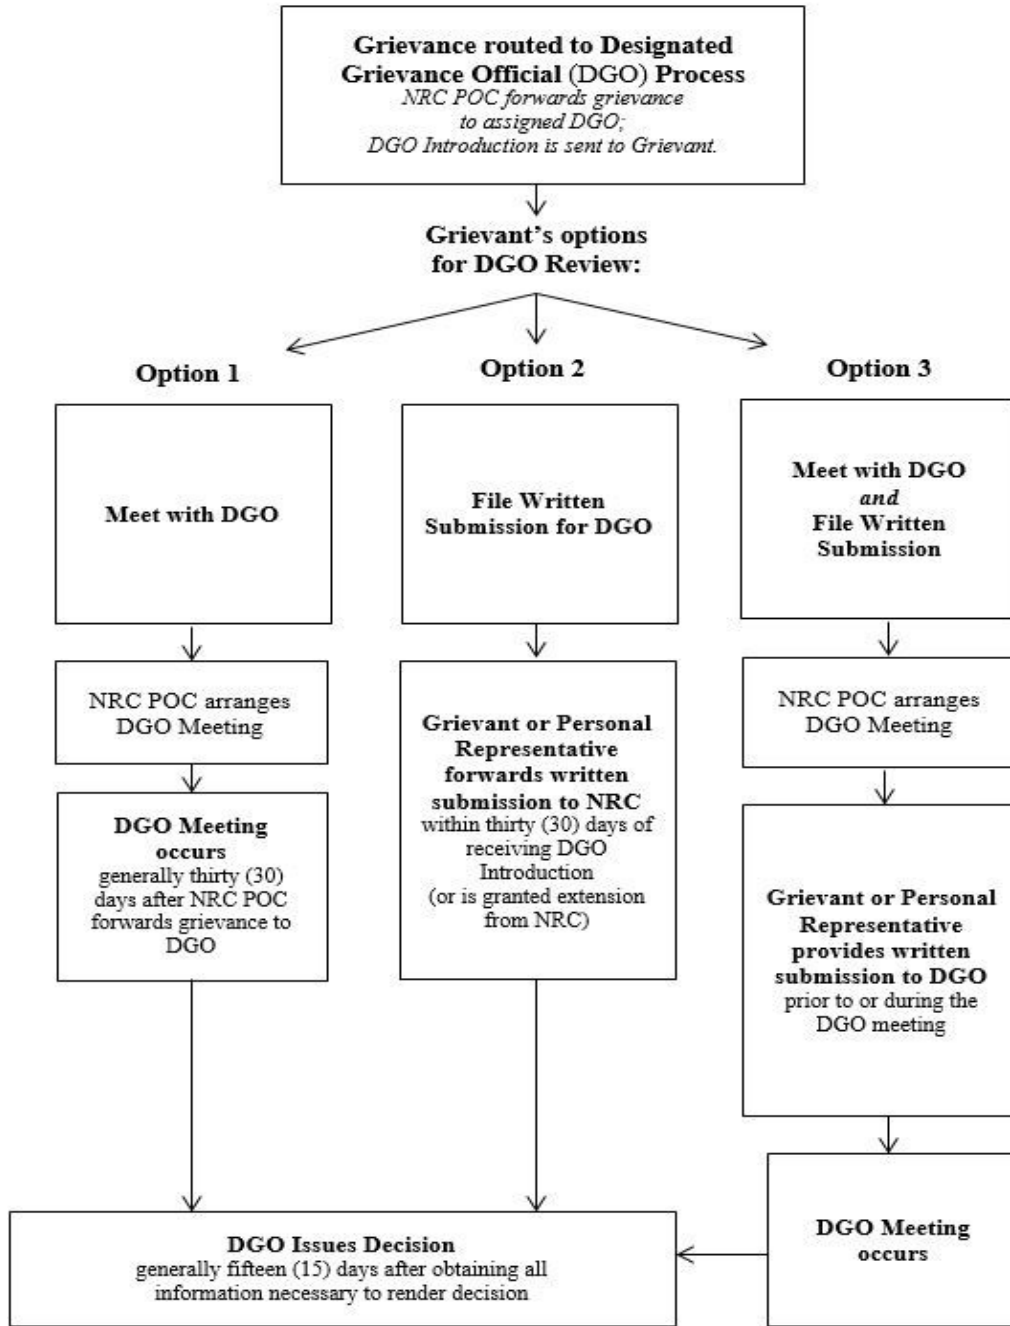 Grievance routed to Designated
Grievance Official (DGO) Process
NRC POC forwards grievance
to assigned DGO;
DGO Introduction is sent to Grievant.
Grievant's options
for DGO Review:
Option 1
Meet with DGO
NRC POC arranges
DGO Meeting
DGO Meeting
occurs
generally thirty (30)
days after NRC POC
forwards grievance to
DGO
Option 2
File Written
Submission for DGO
Grievant or Personal
Representative
forwards written
submission to NRC
within thirty (30) days of
receiving DGO
Introduction
(or is granted extension
from NRC)
Option 3
Meet with DGO
and
File Written
Submission
NRC POC arranges
DGO Meeting
Grievant or Personal
Representative
provides written
submission to DGO
prior to or during the
DGO meeting
DGO Meeting
occurs
DGO Issues Decision
generally fifteen (15) days after obtaining all
information necessary to render decision